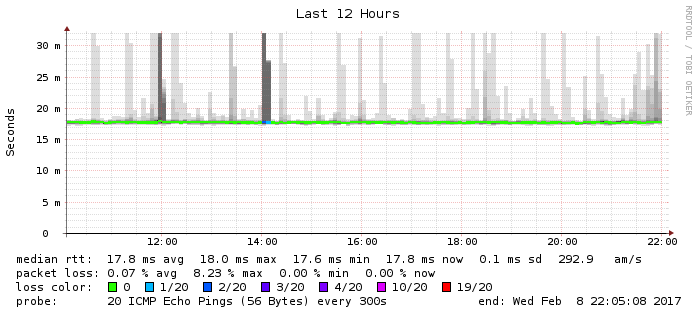 Last 12 Hours
RRDTOOL / TOBI OETIKER
Seconds
30 m
25 m
20 m
15 m
10 m
5 m
0
12:00 14:00 16:00 18:00 20:00 22:00
median rtt: 17.8 ms avg 18.0 ms max 17.6 ms min 17.8 ms now 0.1 ms sd 292.9 am/s
packet loss: 0.07 % avg 8.23 % max 0.00 % min 0.00 % now
loss color: 0 1/20 2/20 3/20 4/20 10/20 19/20
probe: 20 ICMP Echo Pings (56 Bytes) every 300s end: Wed Feb 8 22:05:08 2017